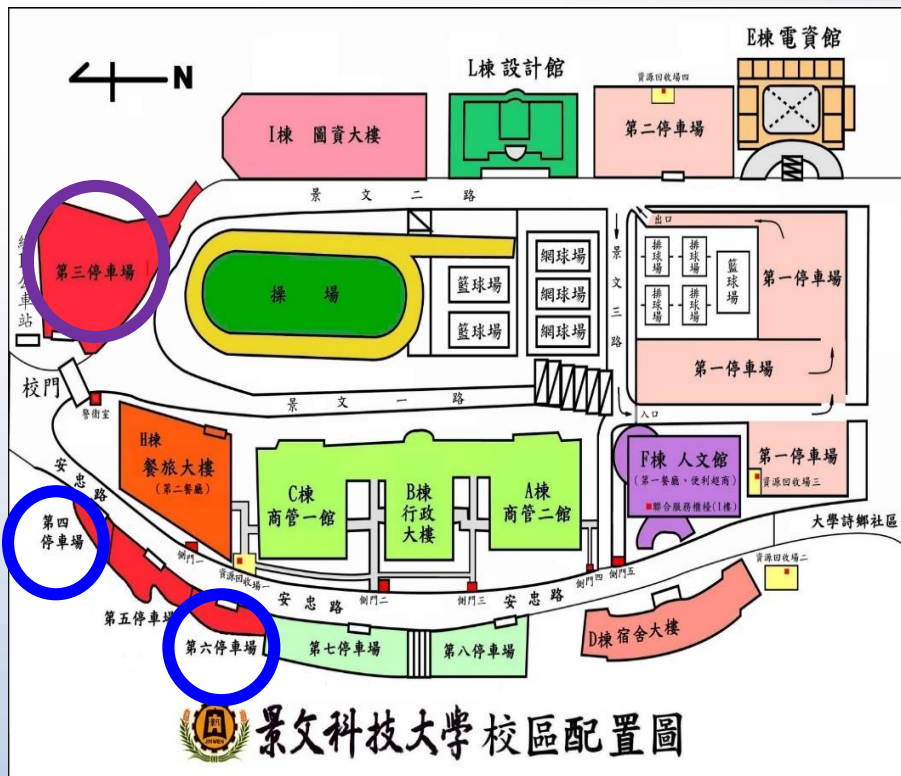 E棟電資館
L棟設計館
資源回收場四
N
I棟 圖資大樓
第二停車場
景文二路
出口
第三停車場
公車站
操場
籃球場
籃球場
網球場
網球場
網球場
景文三路
排球場
排球場
排球場
排球場
籃球場
第一停車場
第一停車場
校門
警衛室
景文一路
入口
H棟
餐旅大樓
(第二餐廳)
C棟
商管一館
B棟
行政
大樓
A棟
商管二館
F棟 人文館
(第一餐廳、便利超商)
聯合服務櫃檯(1樓)
第一停車場
資源回收場三
大學詩鄉社區
安忠路
第四
停車場
側門一
資源回收場一
側門二
側門三
側門四
側門五
資源回收場二
安忠路
安忠路
第五停車場
第六停車場
第七停車場
第八停車場
D棟宿舍大樓
JIN WEN
景文科技大學校區配置圖